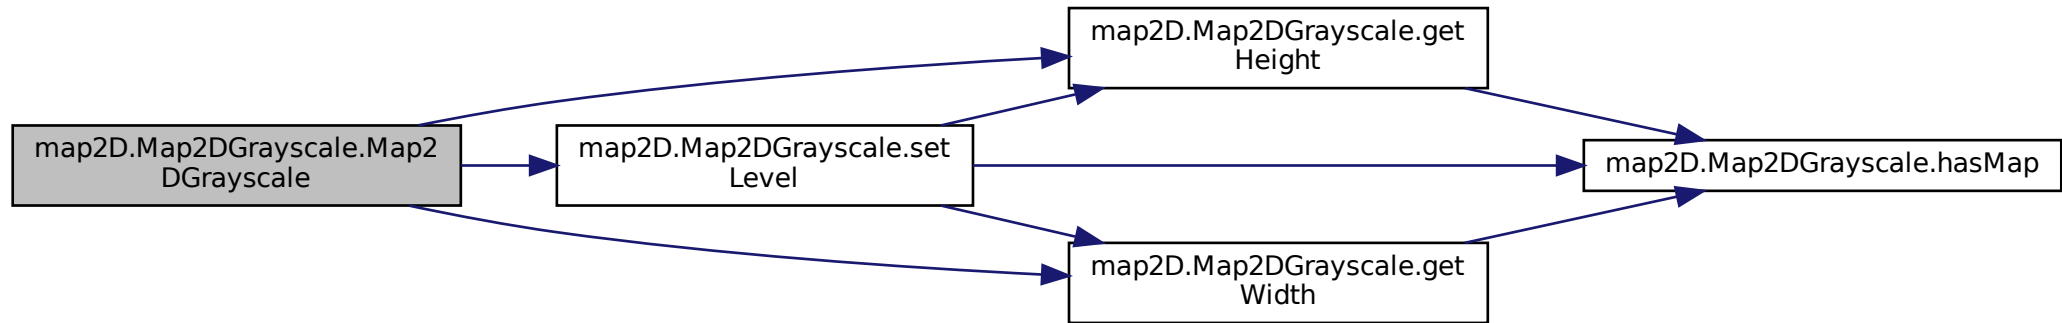 map2D.Map2DGrayscale.Map2
DGrayscale
map2D.Map2DGrayscale.set
Level
map2D.Map2DGrayscale.get
Height
map2D.Map2DGrayscale.get
Width
map2D.Map2DGrayscale.hasMap